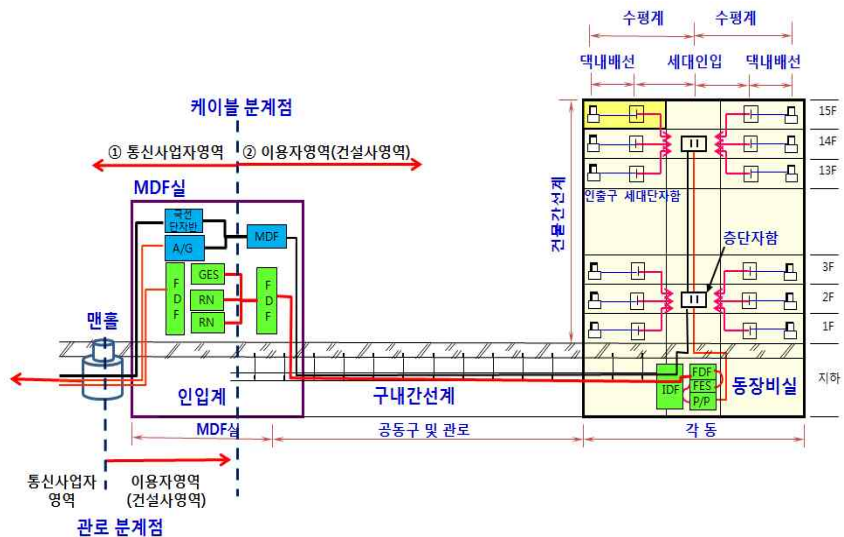 수평계 수평계
댁내배선 세대인입 댁내배선
케이블 분계점
① 통신사업자영역 ② 이용자영역(건설사영역)
MDF실
국선
단자반
A/G
MDF
F
D
F
GES
RN
RN
F
D
F
맨홀
인입계
구내간선계
건물간선계
인출구 세대단자함
층단자함
15F
14F
13F
3F
2F
1F
지하
IDF
FDF
FES
P/P
동장비실
MDF실
공동구 및 관로
각 동
통신사업자
영역
이용자영역
(건설사영역)
관로 분계점